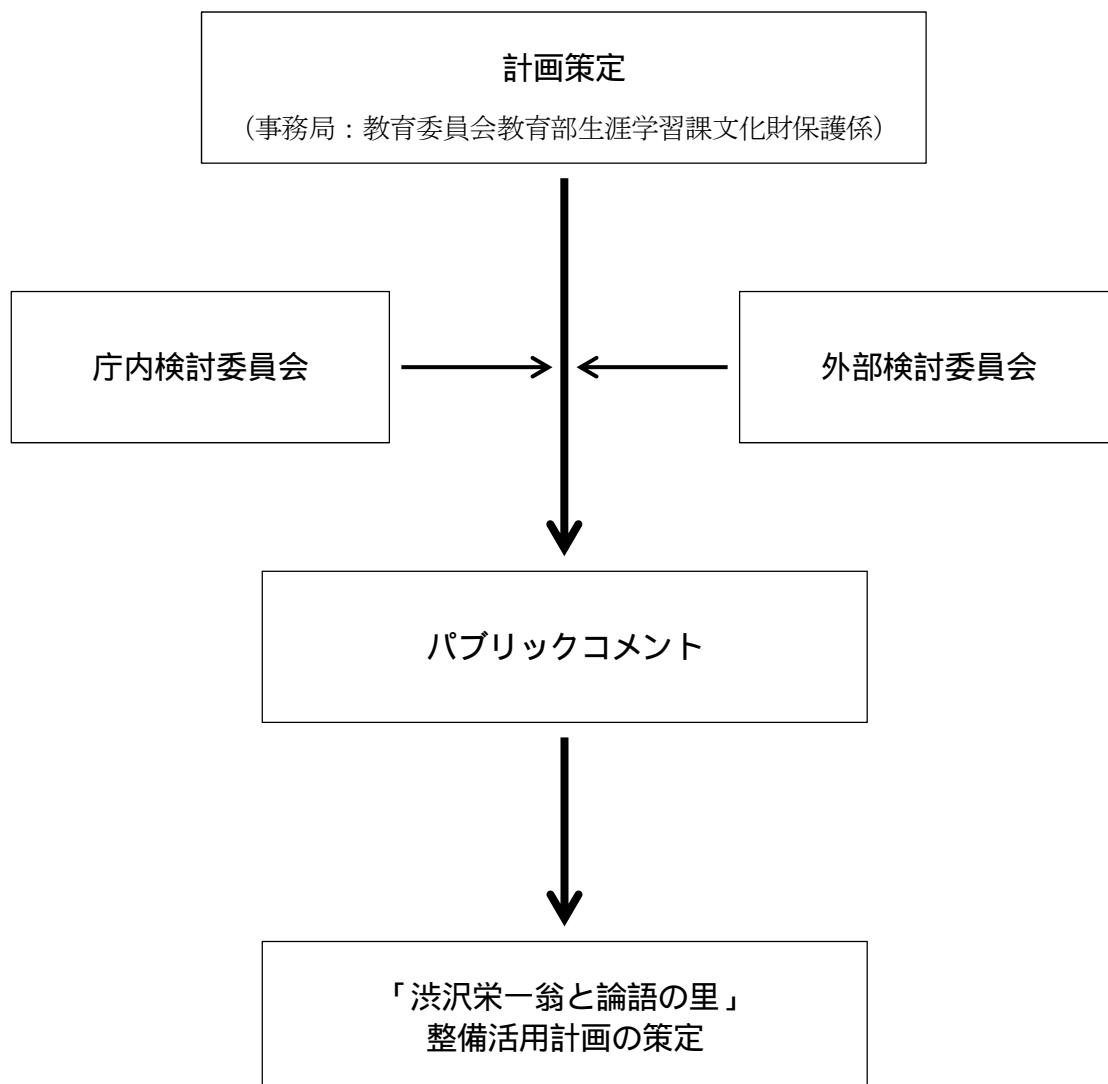 計画策定
（事務局：教育委員会教育部生涯学習課文化財保護係）
庁内検討委員会
外部検討委員会
パブリックコメント
「渋沢栄一翁と論語の里」
整備活用計画の策定